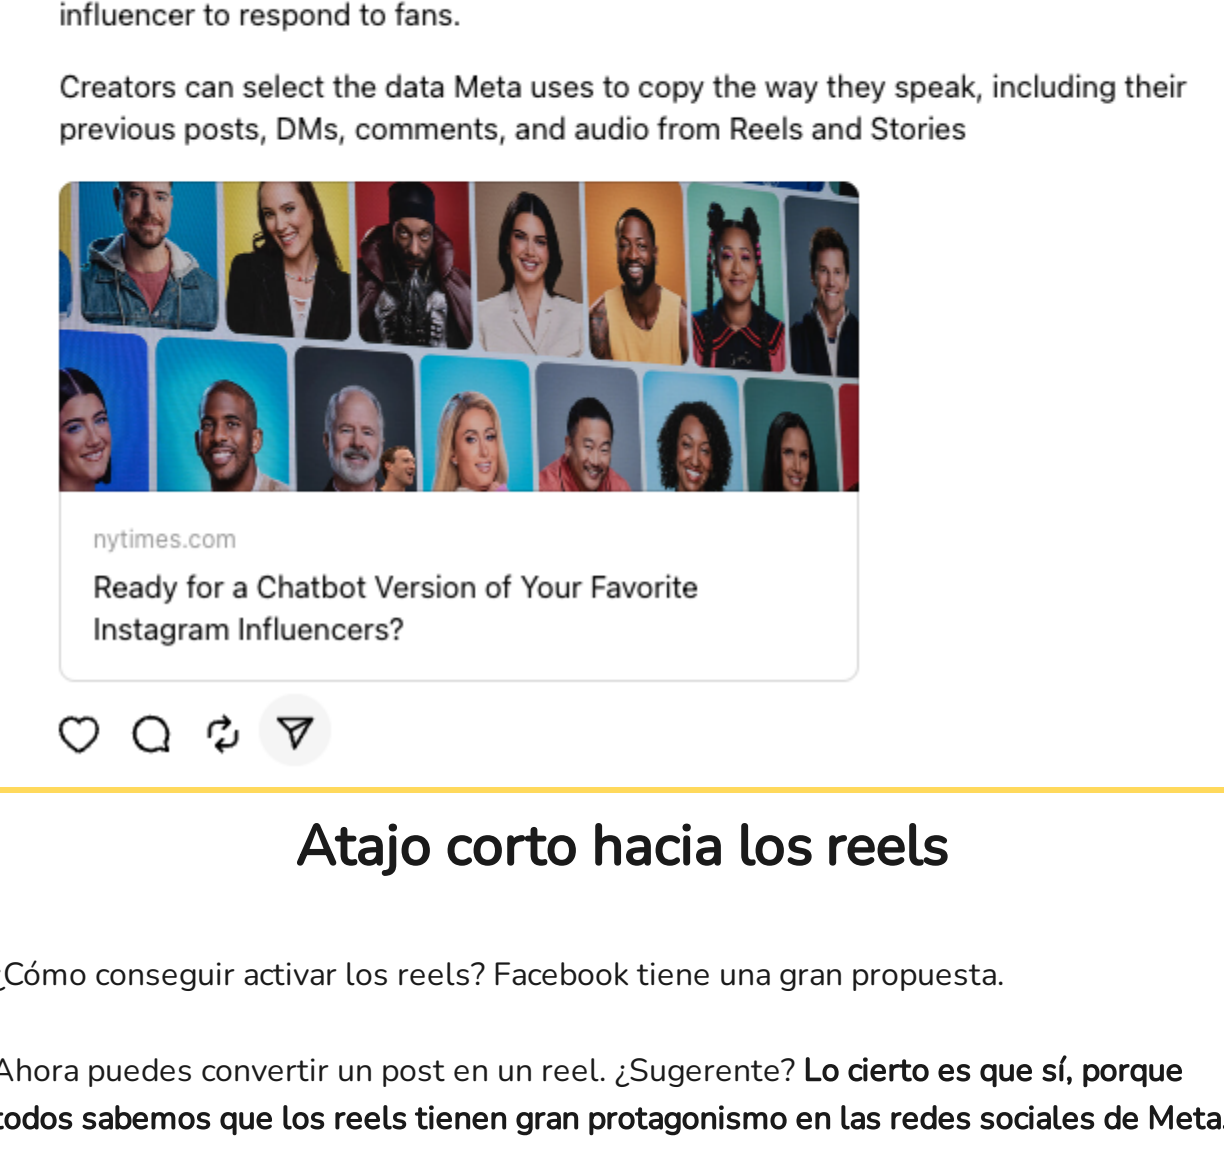 influencer to respond to fans.
Creators can select the data Meta uses to copy the way they speak, including their
previous posts, DMs, comments, and audio from Reels and Stories
nytimes.com
Ready for a Chatbot Version of Your Favorite
Instagram Influencers?
Atajo corto hacia los reels
¿Cómo conseguir activar los reels? Facebook tiene una gran propuesta.
Ahora puedes convertir un post en un reel. ¿Sugerente? Lo cierto es que sí, porque
todos sabemos que los reels tienen gran protagonismo en las redes sociales de Meta.